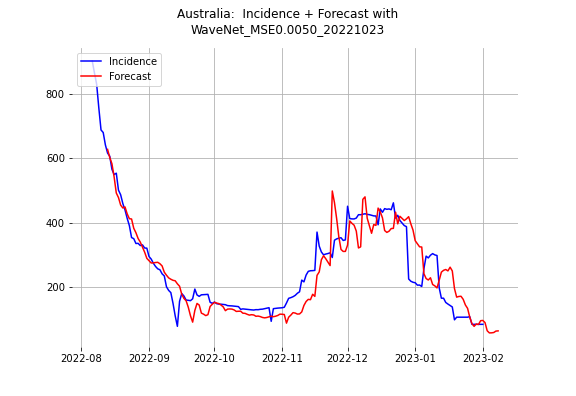 Australia:  Incidence + Forecast with
WaveNet_MSE0.0050_20221023
Incidence
Forecast
800
600
400
200
2022-08 2022-09 2022-10 2022-11 2022-12 2023-01 2023-02